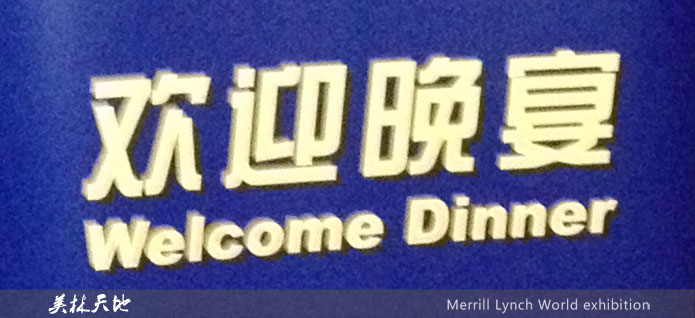 欢迎晚宴
Welcome Dinner
美林天地
Merrill Lynch World exhibition